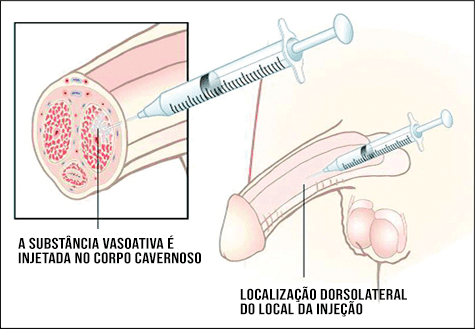 A SUBSTÂNCIA VASOATIVA É
INJETADA NO CORPO CAVERNOSO
LOCALIZAÇÃO DORSOLATERAL
DO LOCAL DA INJEÇÃO